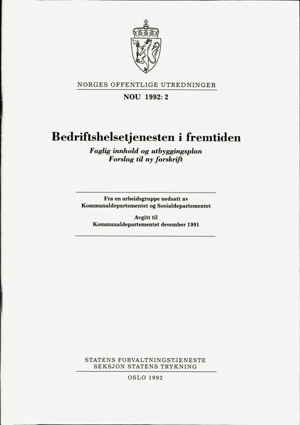 NORGES OFFENTLIGE UTREDNINGER
NOU 1992: 2
Bedriftshelsetjenesten i fremtiden
Faglig innhold og utbyggingsplan
Forslag til ny forskrift
Fra en arbeidsgruppe nedsatt av
Kommunaldepartementet og Sosialdepartementet
Avgitt til
Kommunaldepartementet desember 1991
STATENS FORVALTNINGSTJENESTE
SEKSJON STATENS TRYKNING
OSLO 1992